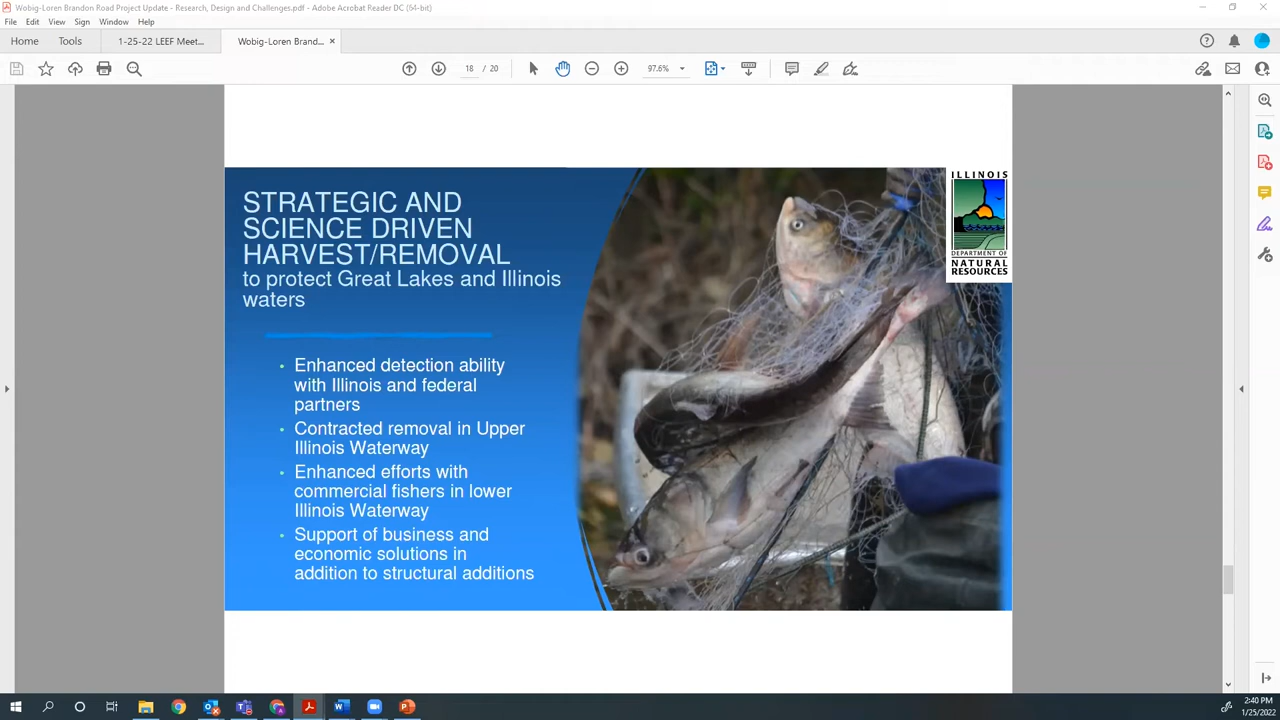 Wobig-Loren Brandon Road Project Update - Research, Design and Challenges.pdf - Adobe Acrobat Reader DC (64-bit)
File Edit View Sign Window Help
Home Tools 1-25-22 LEEF Meet... Wobig-Loren Brand... ×
18 / 20 97.6%
STRATEGIC AND
SCIENCE DRIVEN
HARVEST/REMOVAL
to protect Great Lakes and Illinois
waters
• Enhanced detection ability
with Illinois and federal
partners
• Contracted removal in Upper
Illinois Waterway
• Enhanced efforts with
commercial fishers in lower
Illinois Waterway
• Support of business and
economic solutions in
addition to structural additions
ILLINOIS
DEPARTMENT OF
NATURAL
RESOURCES
2:40 PM
1/25/2022